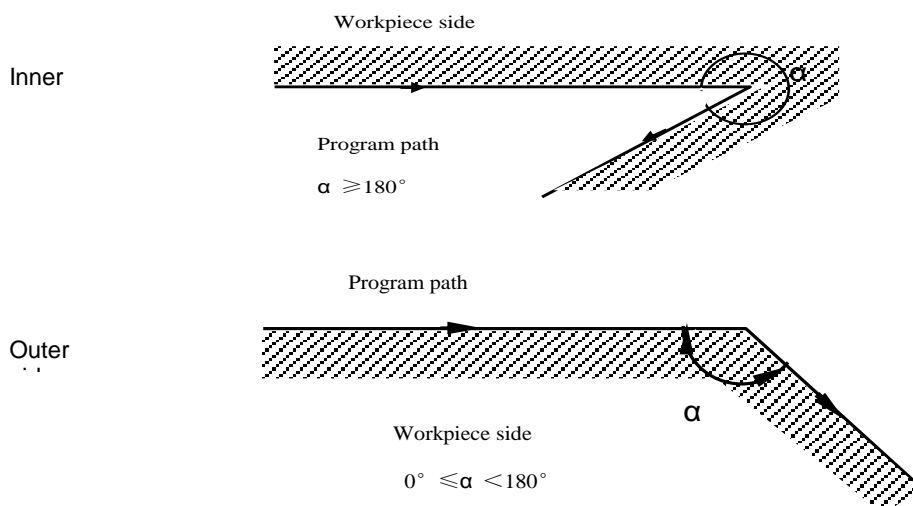 Workpiece side
Inner
α
Program path
α ≥180°
Program path
Outer
α
Workpiece side
0° ≤α <180°